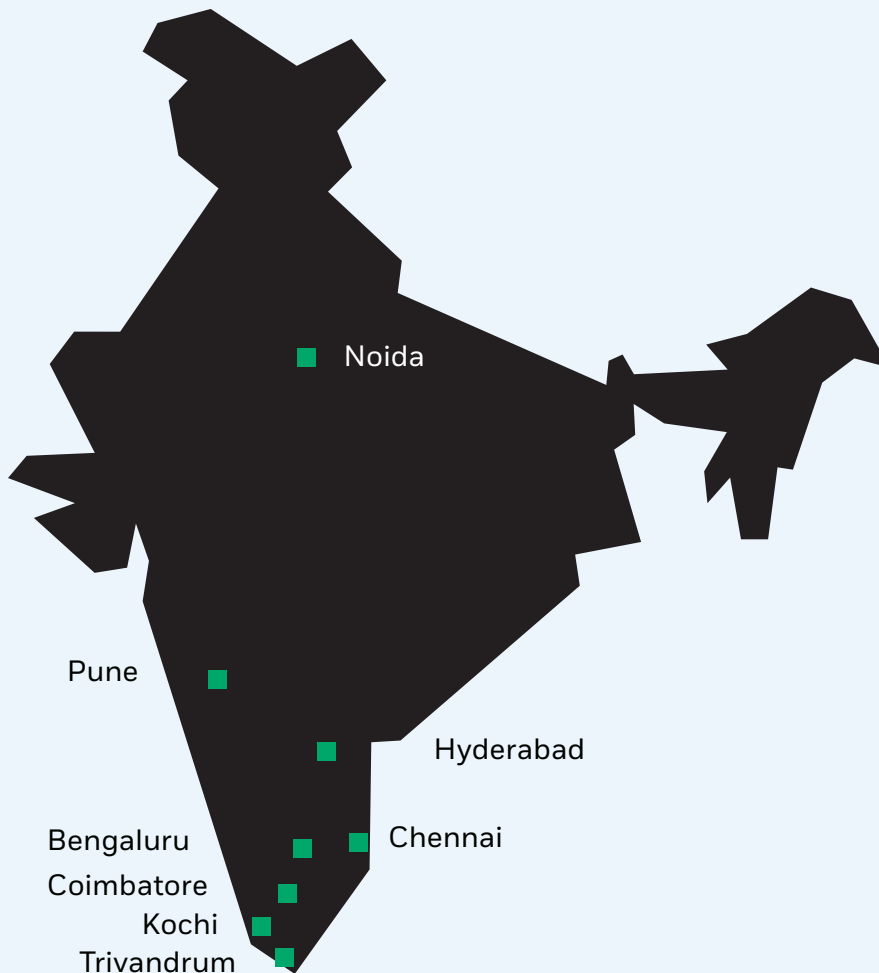 Noida
Pune
Hyderabad
Chennai
Bengaluru
Coimbatore
Kochi
Trivandrum